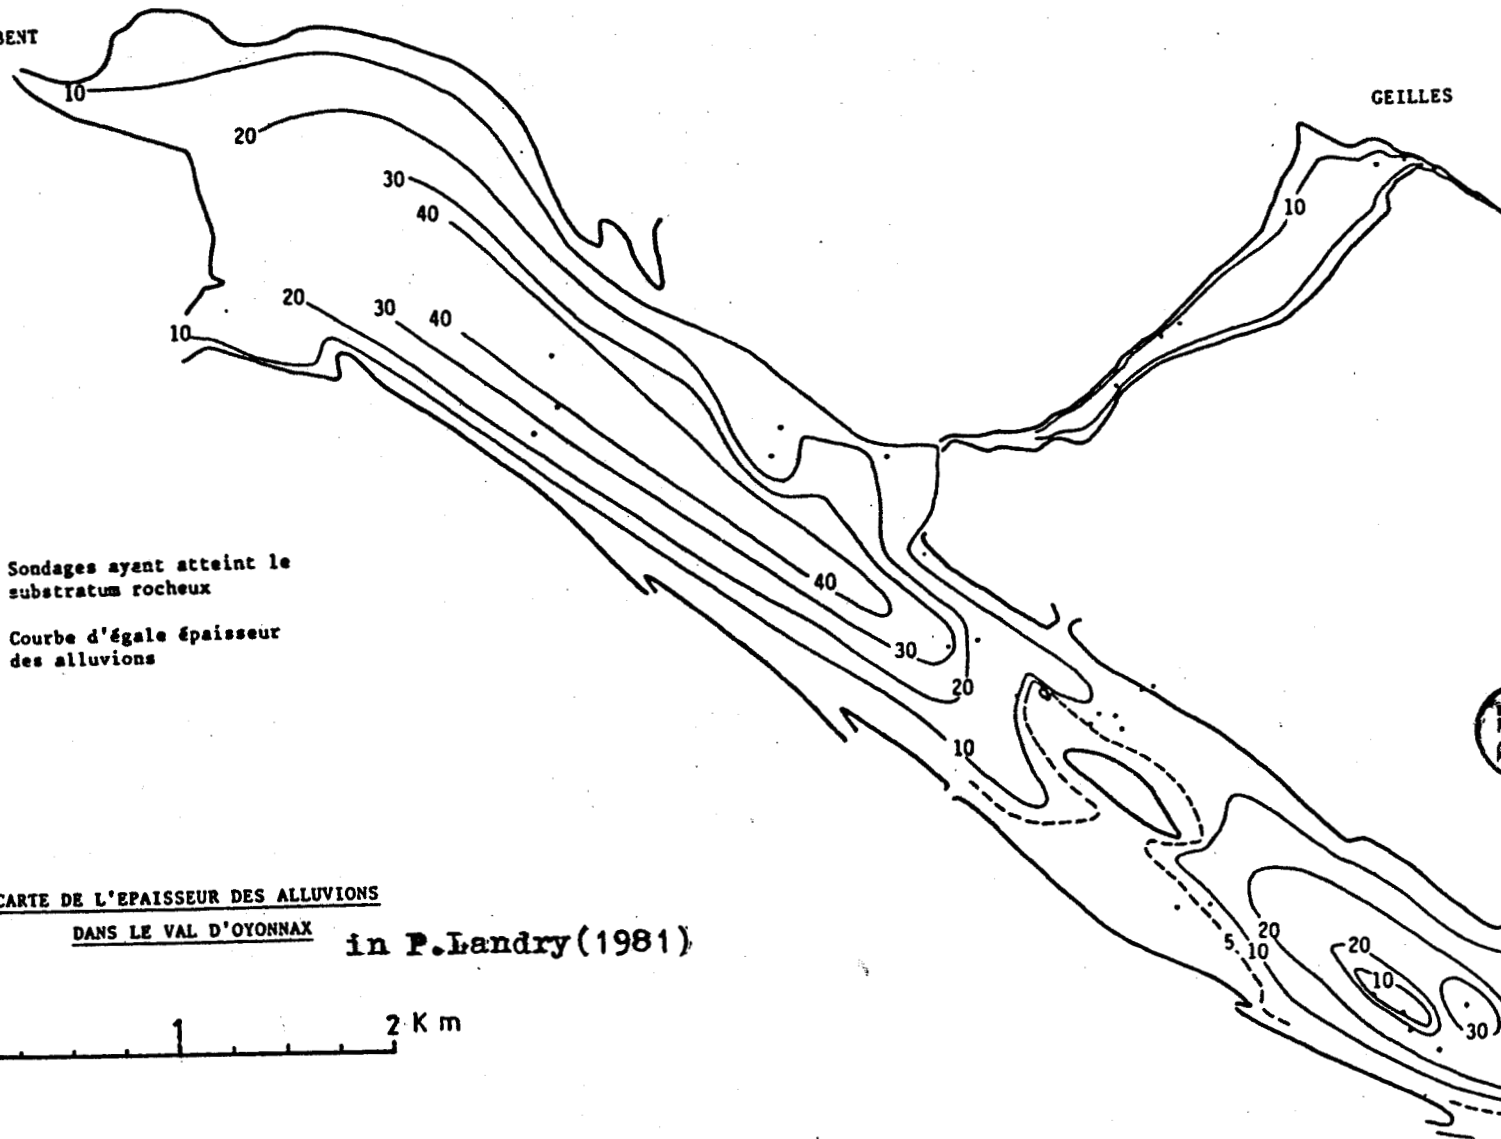 BENT
GEILLES
10
20
30
40
10
20
30
40
10
40
30
20
10
20
5
10
20
10
30
Sondages ayant atteint le
substratum rocheux
Courbe d'égale épaisseur
des alluvions
CARTE DE L'EPAISSEUR DES ALLUVIONS
DANS LE VAL D'OYONNAX
in P.Landry(1981)
1
2 Km